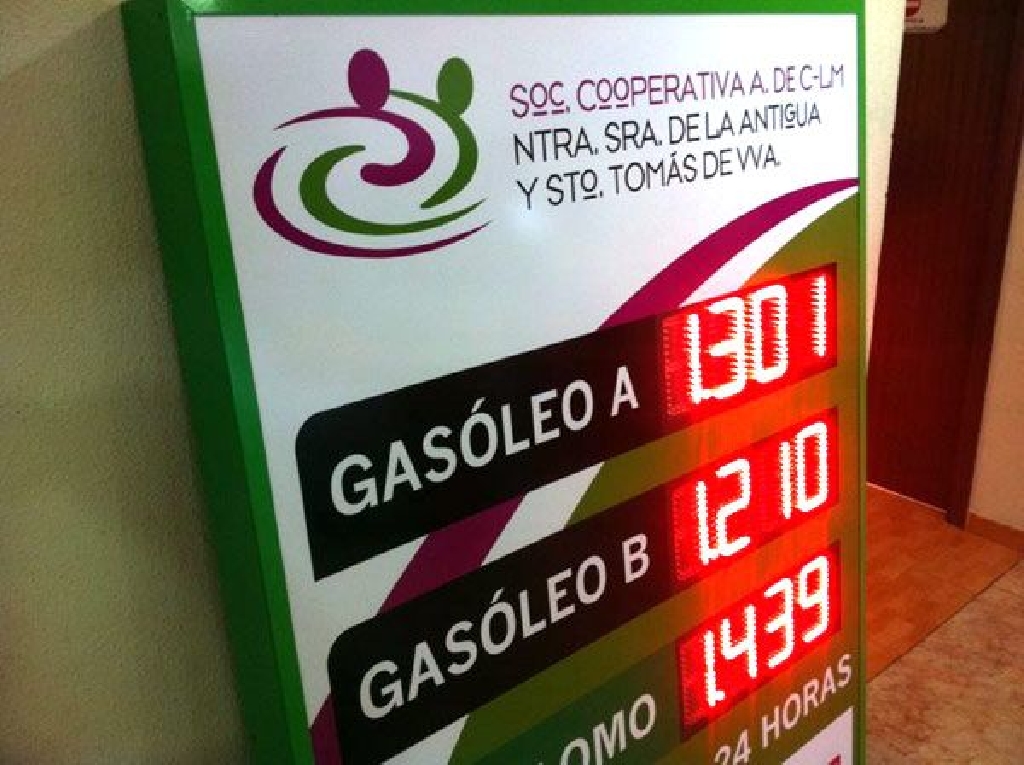 SOC. COOPERATIVA A. DE C-LM
NTRA. SRA. DE LA ANTIGUA
Y STO. TOMÁS DE VVA.
GASÓLEO A 1.301
GASÓLEO B 1.210
1.439
24 HORAS